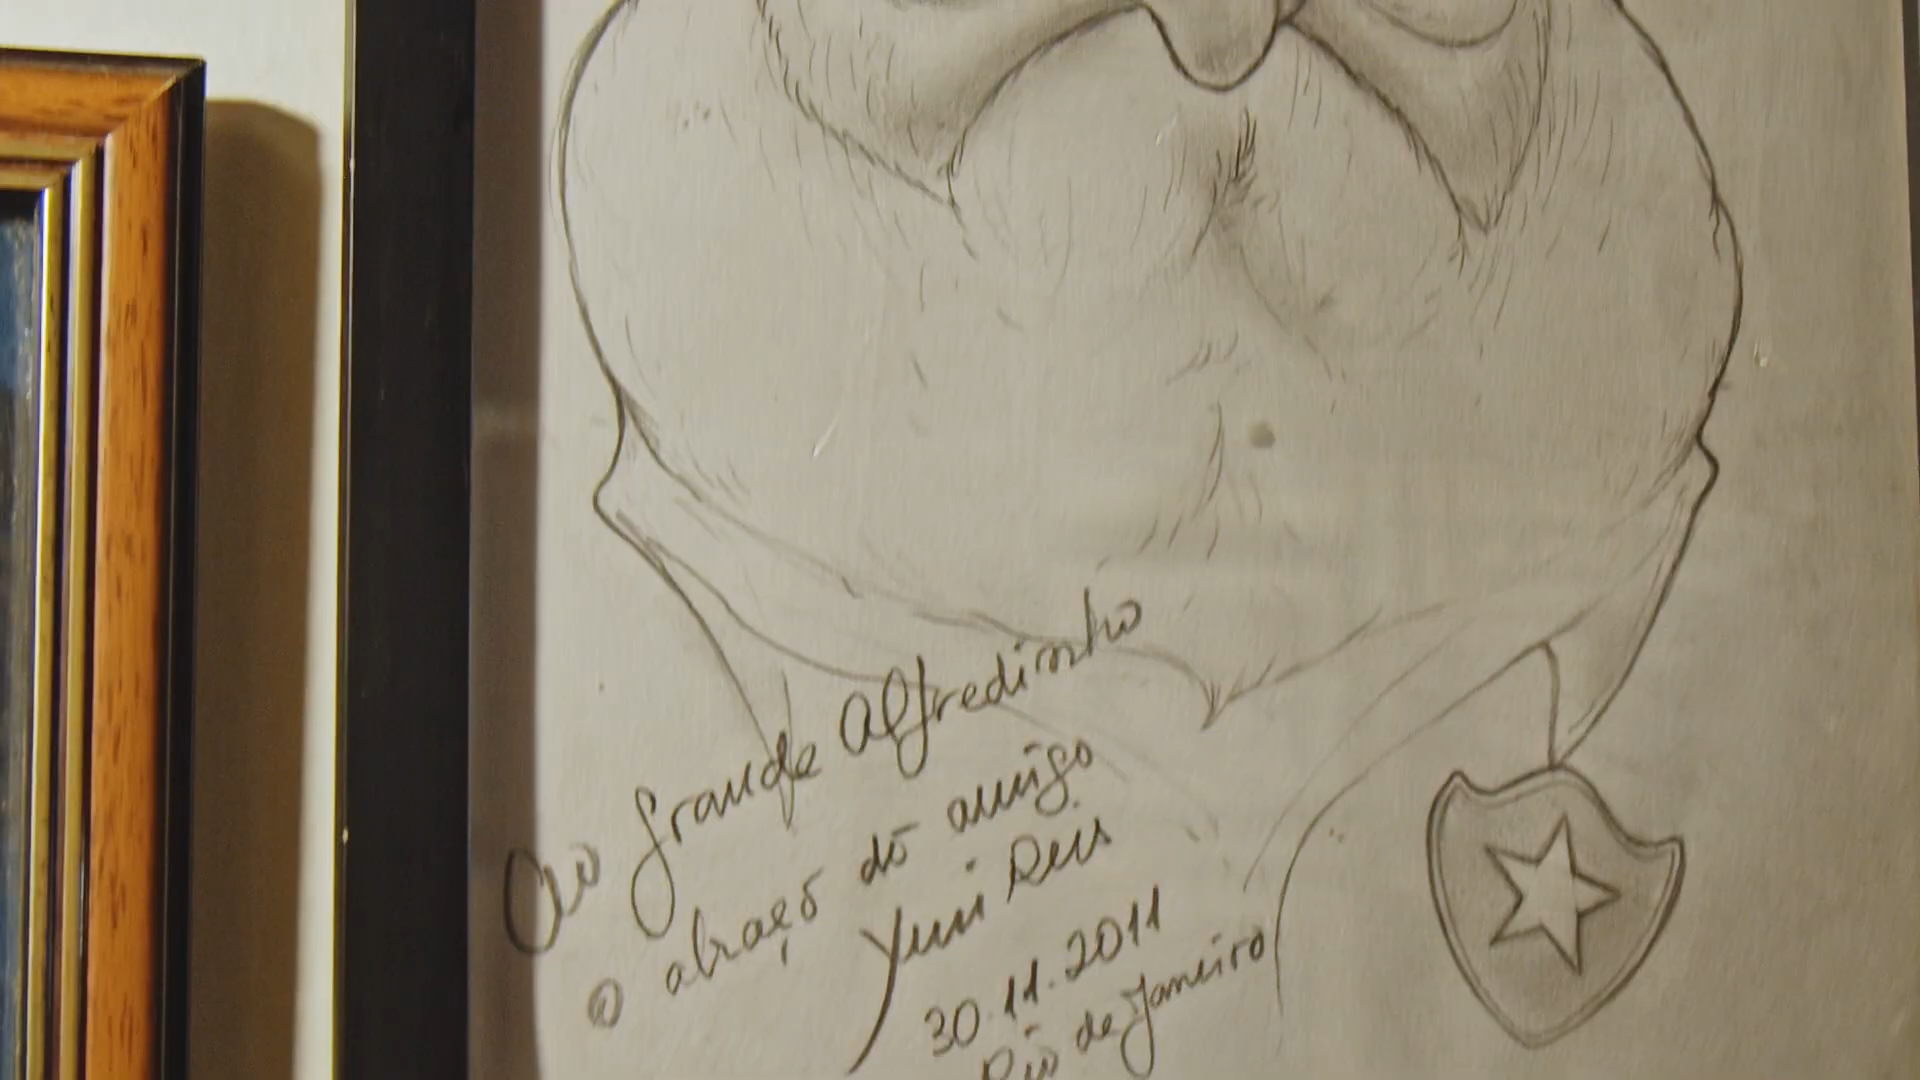 Ao grande Alfredinho
o abraço do amigo
Yuri Reis
30.11.2011
Rio de Janeiro